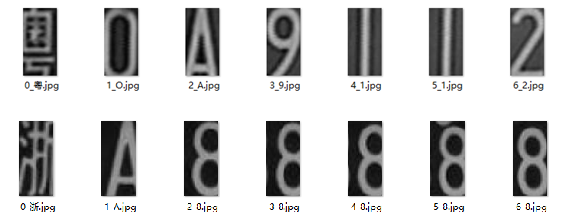 粤 O A 9 1 1 2
0_粤.jpg 1_O.jpg 2_A.jpg 3_9.jpg 4_1.jpg 5_1.jpg 6_2.jpg
浙 A 8 8 8 8 8
0_浙.jpg 1_A.jpg 2_8.jpg 3_8.jpg 4_8.jpg 5_8.jpg 6_8.jpg